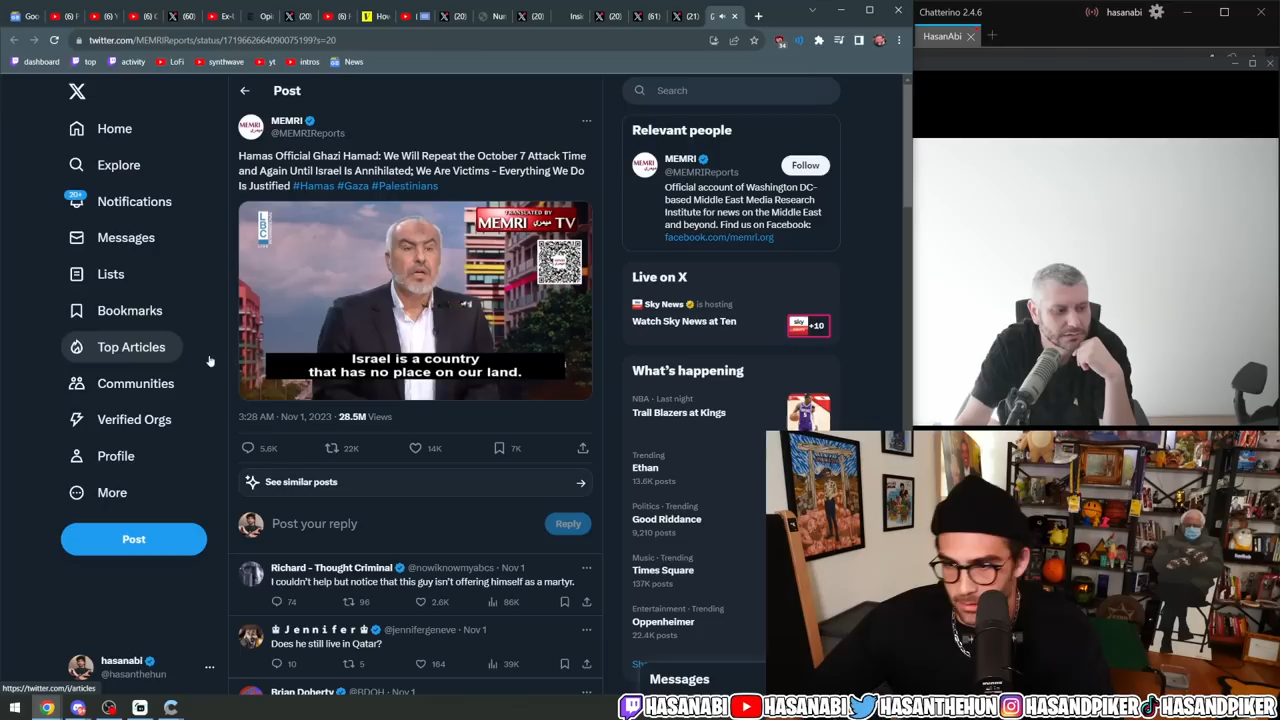 Chatterino 2.4.6
hasanabi
HasanAbi
twitter.com/MEMRIReports/status/1719662664090075199?s=20
dashboard
top
activity
LoFi
synthwave
yt
intros
News
Home
Explore
20+
Notifications
Messages
Lists
Bookmarks
Top Articles
Communities
Verified Orgs
Profile
More
Post
hasanabi
@hasanthehun
https://twitter.com/i/articles
Post
MEMRI
@MEMRIReports
Hamas Official Ghazi Hamad: We Will Repeat the October 7 Attack Time
and Again Until Israel Is Annihilated; We Are Victims - Everything We Do
Is Justified #Hamas #Gaza #Palestinians
LBC
LIVE
TRANSLATED BY
MEMRI ميمري TV
Israel is a country
that has no place on our land.
3:28 AM · Nov 1, 2023 · 28.5M Views
5.6K 22K 14K 7K
See similar posts
Post your reply
Reply
Richard - Thought Criminal @nowiknowmyabcs · Nov 1
I couldn't help but notice that this guy isn't offering himself as a martyr.
74 96 2.6K 86K
Jennifer @jennifergeneve · Nov 1
Does he still live in Qatar?
10 5 164 39K
Brian Doherty @BDOH · Nov 1
Search
Relevant people
MEMRI
@MEMRIReports
Follow
Official account of Washington DC-
based Middle East Media Research
Institute for news on the Middle East
and beyond. Find us on Facebook:
facebook.com/memri.org
Live on X
Sky News is hosting
Watch Sky News at Ten
+10
What's happening
NBA · Last night
Trail Blazers at Kings
Trending
Ethan
13.6K posts
Politics · Trending
Good Riddance
9,210 posts
Music · Trending
Times Square
137K posts
Entertainment · Trending
Oppenheimer
22.4K posts
Messages
HASANABI HASANABI HASANTHEHUN HASANDPIKER HASANDPIKER